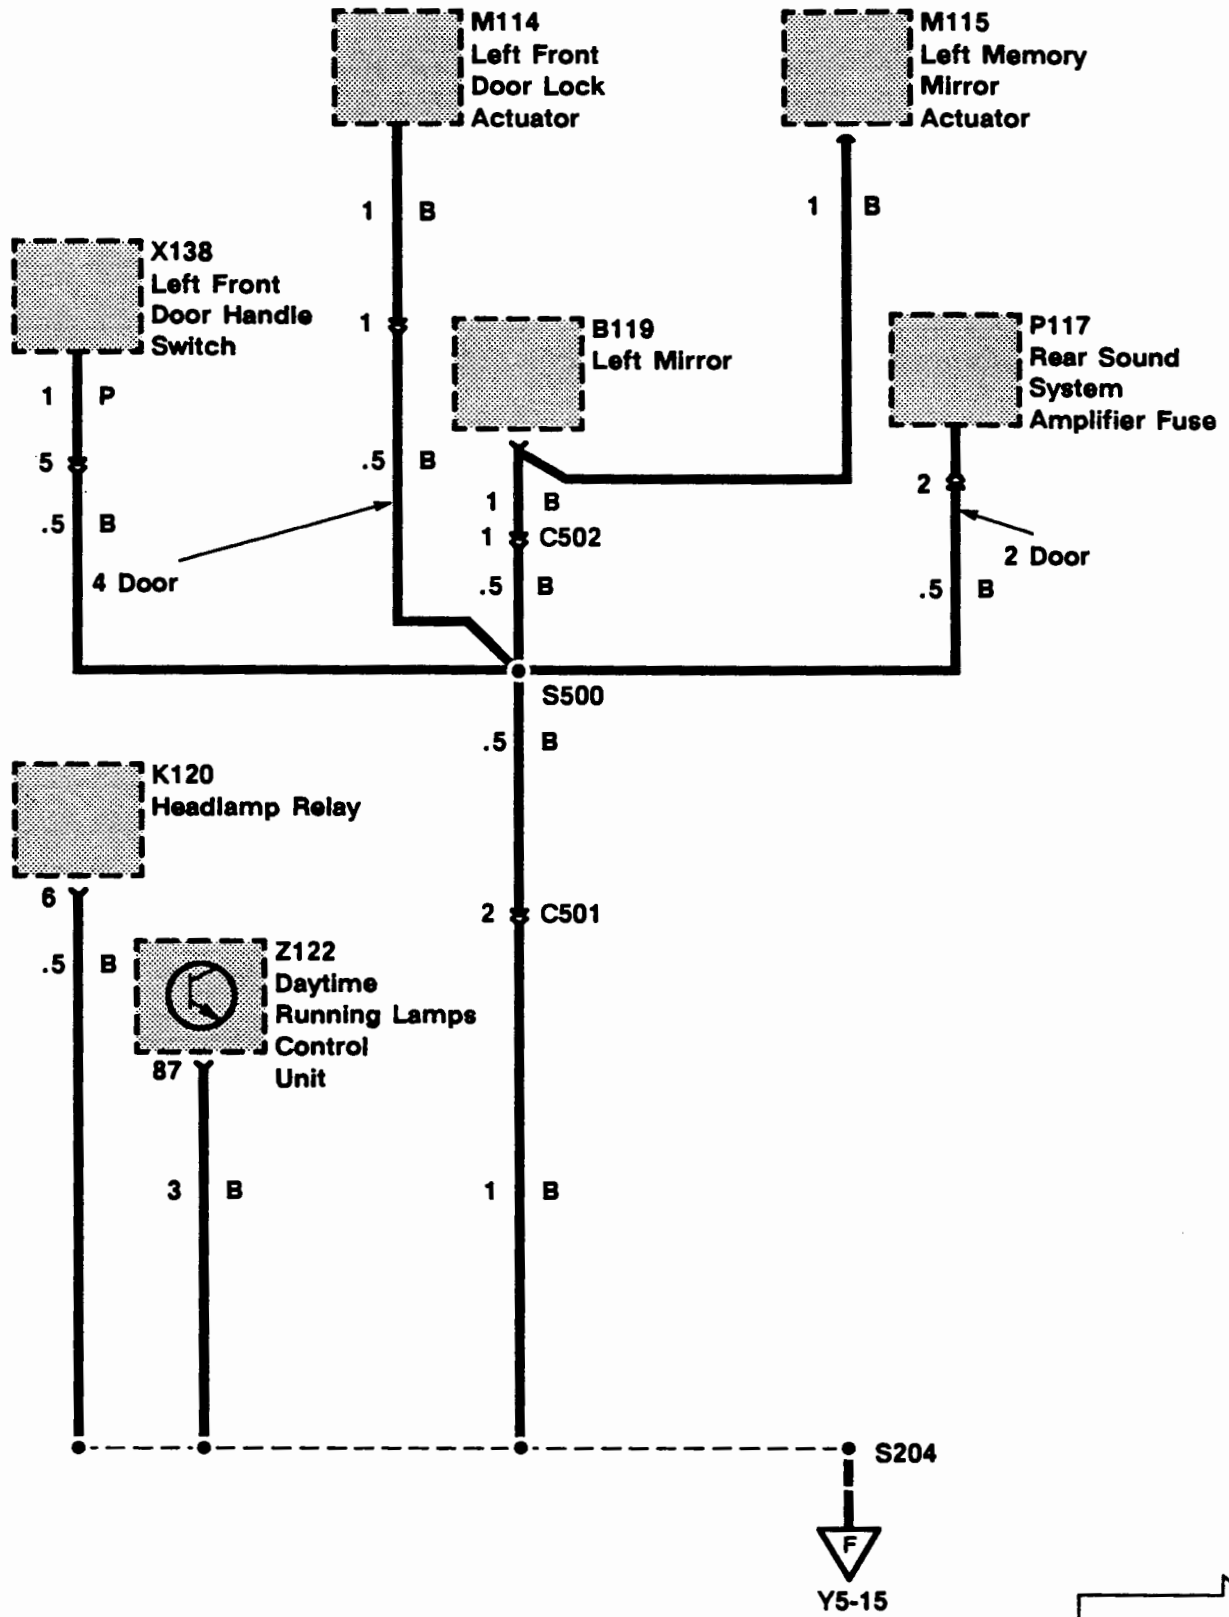 M114
Left Front
Door Lock
Actuator
M115
Left Memory
Mirror
Actuator
1 B
1 B
X138
Left Front
Door Handle
Switch
1
B119
Left Mirror
P117
Rear Sound
System
Amplifier Fuse
1 P
5
.5 B
2
1 B
.5 B
1 C502
4 Door
2 Door
.5 B
.5 B
S500
.5 B
K120
Headlamp Relay
6
2 C501
.5 B
Z122
Daytime
Running Lamps
Control
Unit
87
3 B
1 B
S204
F
Y5-15